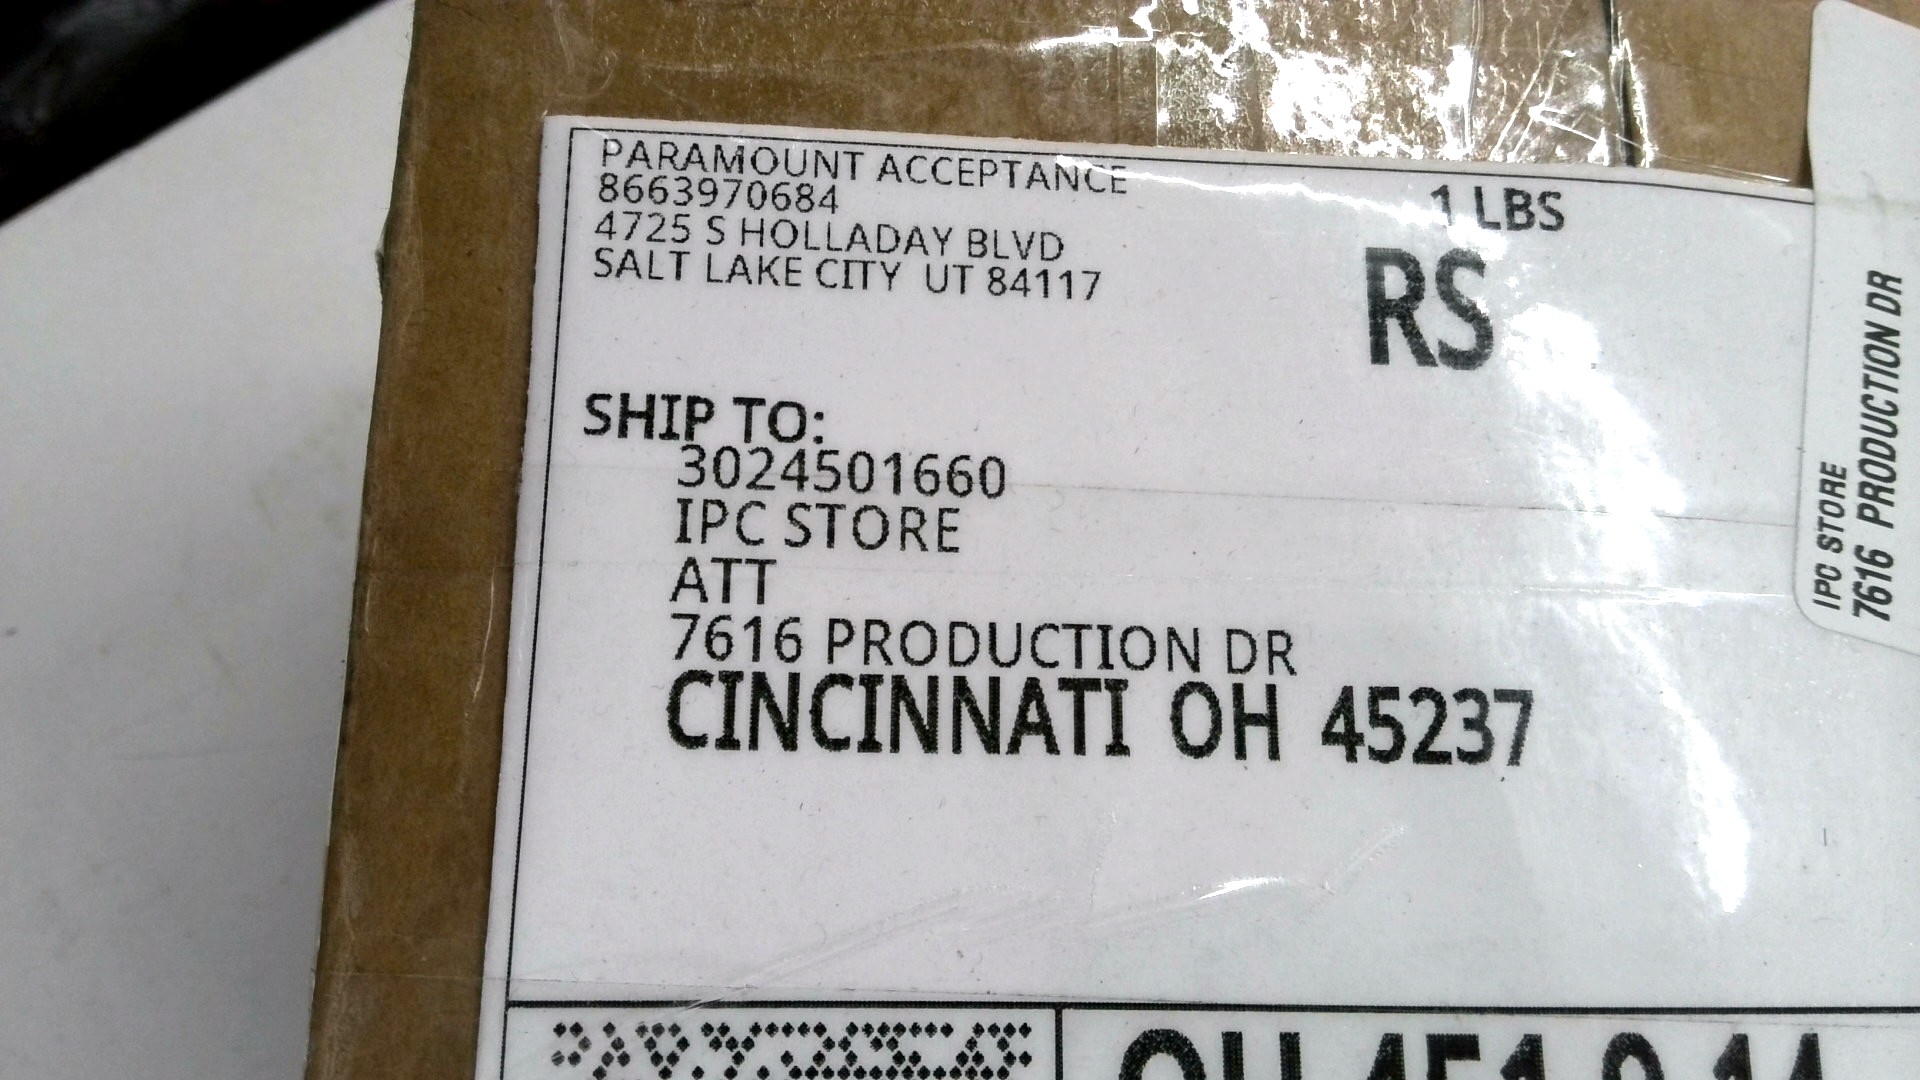 PARAMOUNT ACCEPTANCE
8663970684
4725 S HOLLADAY BLVD
SALT LAKE CITY UT 84117
1 LBS
RS
SHIP TO:
3024501660
IPC STORE
ATT
7616 PRODUCTION DR
CINCINNATI OH 45237
IPC STORE
7616 PRODUCTION DR